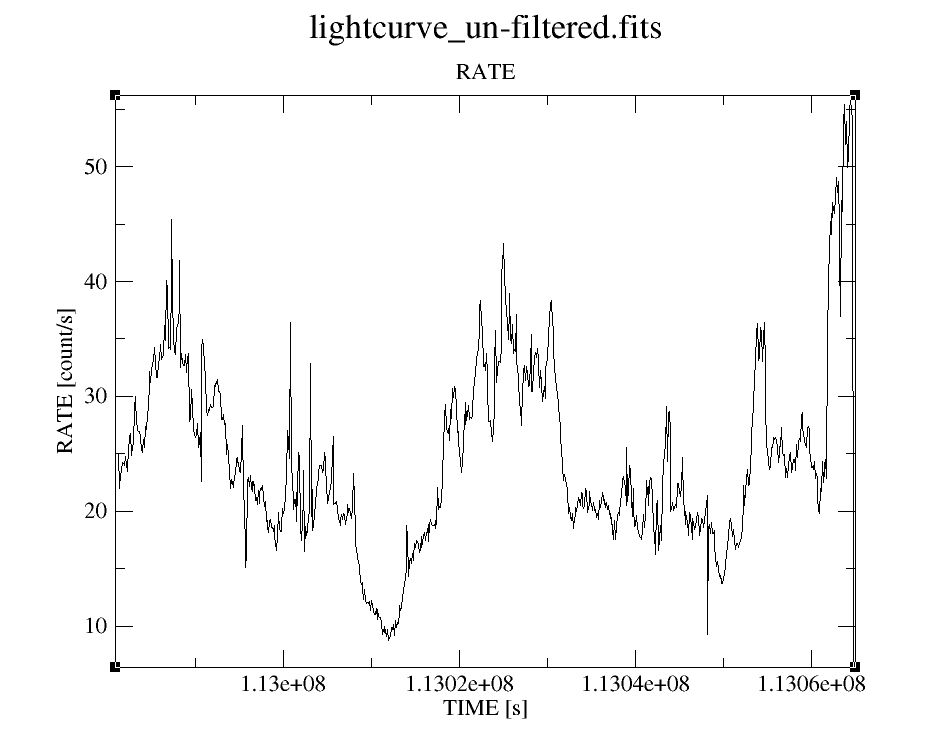 lightcurve_un-filtered.fits
RATE
RATE [count/s]
50
40
30
20
10
1.13e+08 1.1302e+08 1.1304e+08 1.1306e+08
TIME [s]